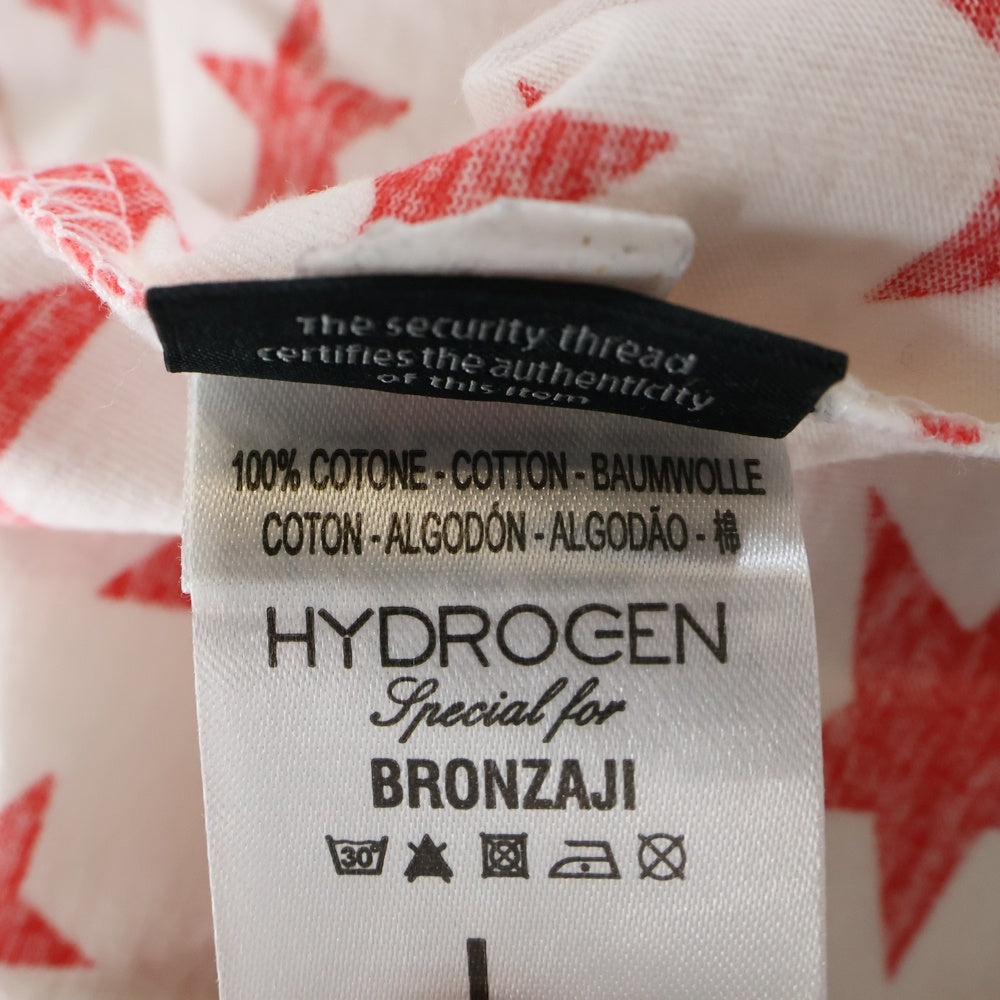 The security thread
certifies the authenticity
of this item
100% COTONE - COTTON - BAUMWOLLE
COTON - ALGODÓN - ALGODÃO - 棉
HYDROGEN
Special for
BRONZAJI
30°